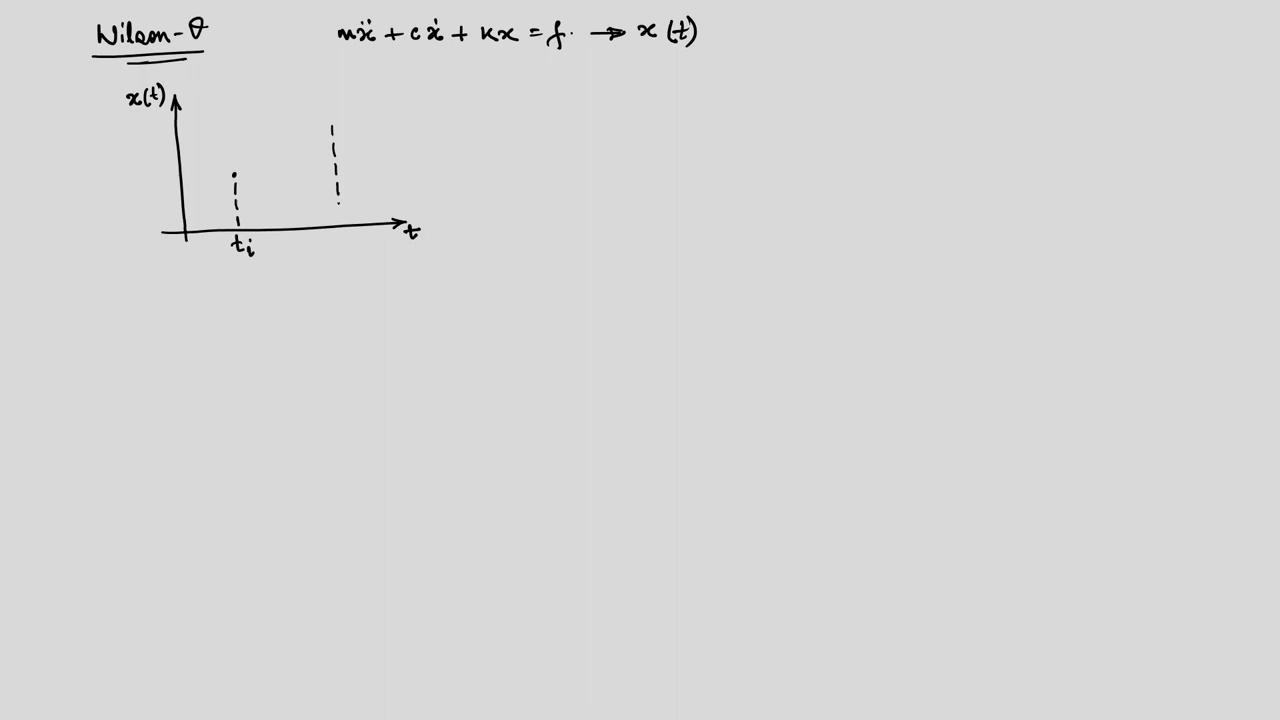 Wilson-θ
mẍ + cẋ + kx = f. → x(t)
x(t)
t
tᵢ